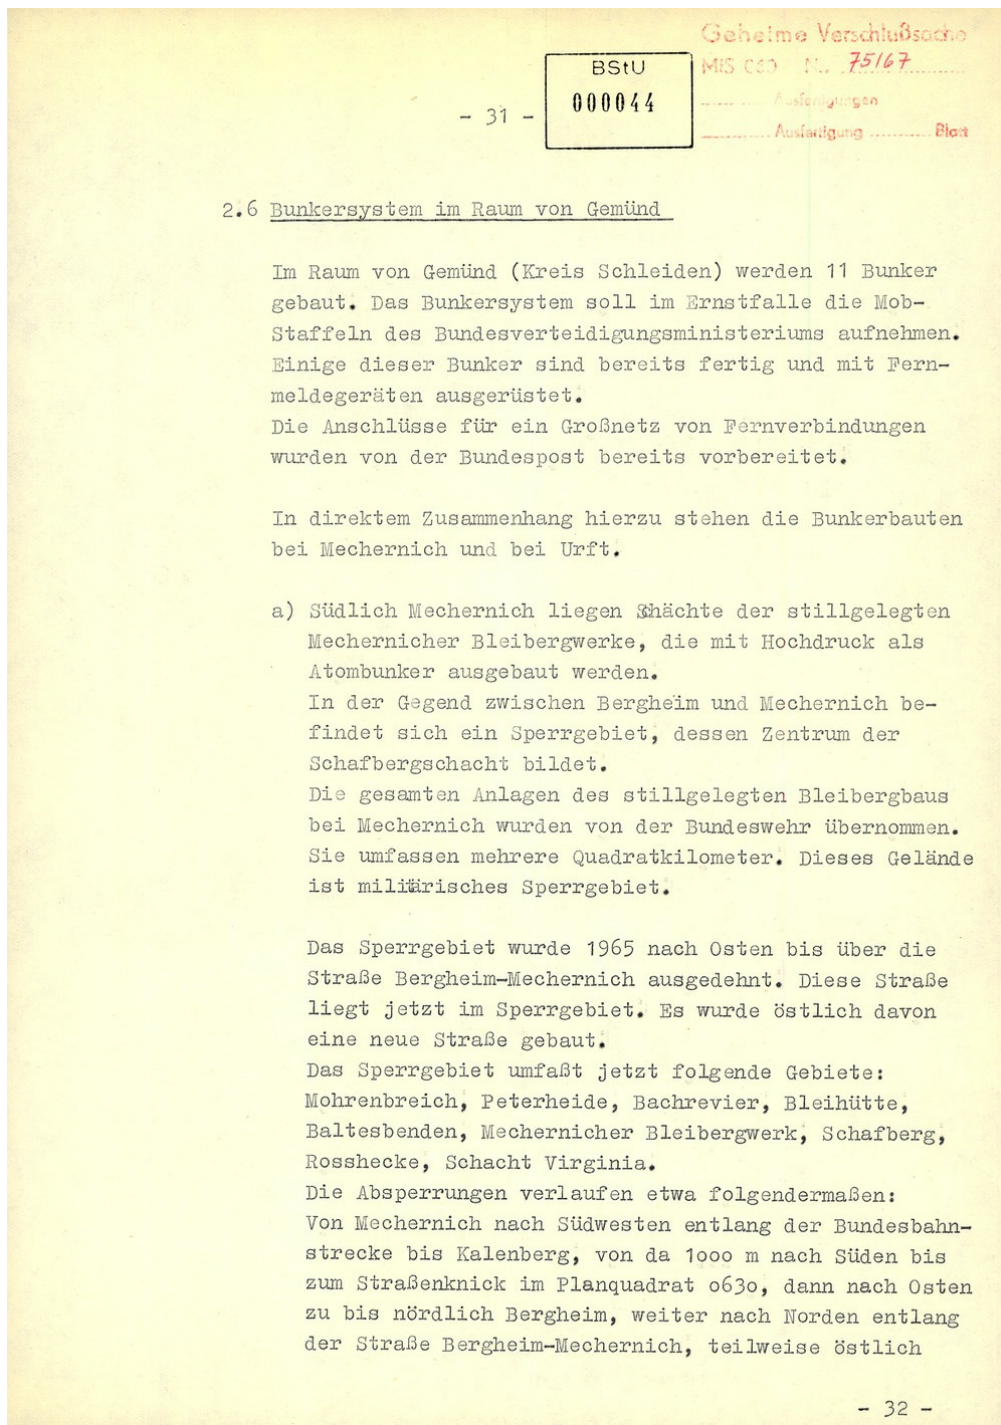 Geheime Verschlußsache
BStU
MfS 060 Nr. 75/67
000044
- 31 -
Ausfertigungen
Ausfertigung Blatt
2.6 Bunkersystem im Raum von Gemünd
Im Raum von Gemünd (Kreis Schleiden) werden 11 Bunker
gebaut. Das Bunkersystem soll im Ernstfalle die Mob-
Staffeln des Bundesverteidigungsministeriums aufnehmen.
Einige dieser Bunker sind bereits fertig und mit Fern-
meldegeräten ausgerüstet.
Die Anschlüsse für ein Großnetz von Fernverbindungen
wurden von der Bundespost bereits vorbereitet.
In direktem Zusammenhang hierzu stehen die Bunkerbauten
bei Mechernich und bei Urft.
a) Südlich Mechernich liegen Schächte der stillgelegten
Mechernicher Bleibergwerke, die mit Hochdruck als
Atombunker ausgebaut werden.
In der Gegend zwischen Bergheim und Mechernich be-
findet sich ein Sperrgebiet, dessen Zentrum der
Schafbergschacht bildet.
Die gesamten Anlagen des stillgelegten Bleibergbaus
bei Mechernich wurden von der Bundeswehr übernommen.
Sie umfassen mehrere Quadratkilometer. Dieses Gelände
ist militärisches Sperrgebiet.
Das Sperrgebiet wurde 1965 nach Osten bis über die
Straße Bergheim-Mechernich ausgedehnt. Diese Straße
liegt jetzt im Sperrgebiet. Es wurde östlich davon
eine neue Straße gebaut.
Das Sperrgebiet umfaßt jetzt folgende Gebiete:
Mohrenbreich, Peterheide, Bachrevier, Bleihütte,
Baltesbenden, Mechernicher Bleibergwerk, Schafberg,
Rosshecke, Schacht Virginia.
Die Absperrungen verlaufen etwa folgendermaßen:
Von Mechernich nach Südwesten entlang der Bundesbahn-
strecke bis Kalenberg, von da 1ooo m nach Süden bis
zum Straßenknick im Planquadrat o63o, dann nach Osten
zu bis nördlich Bergheim, weiter nach Norden entlang
der Straße Bergheim-Mechernich, teilweise östlich
- 32 -